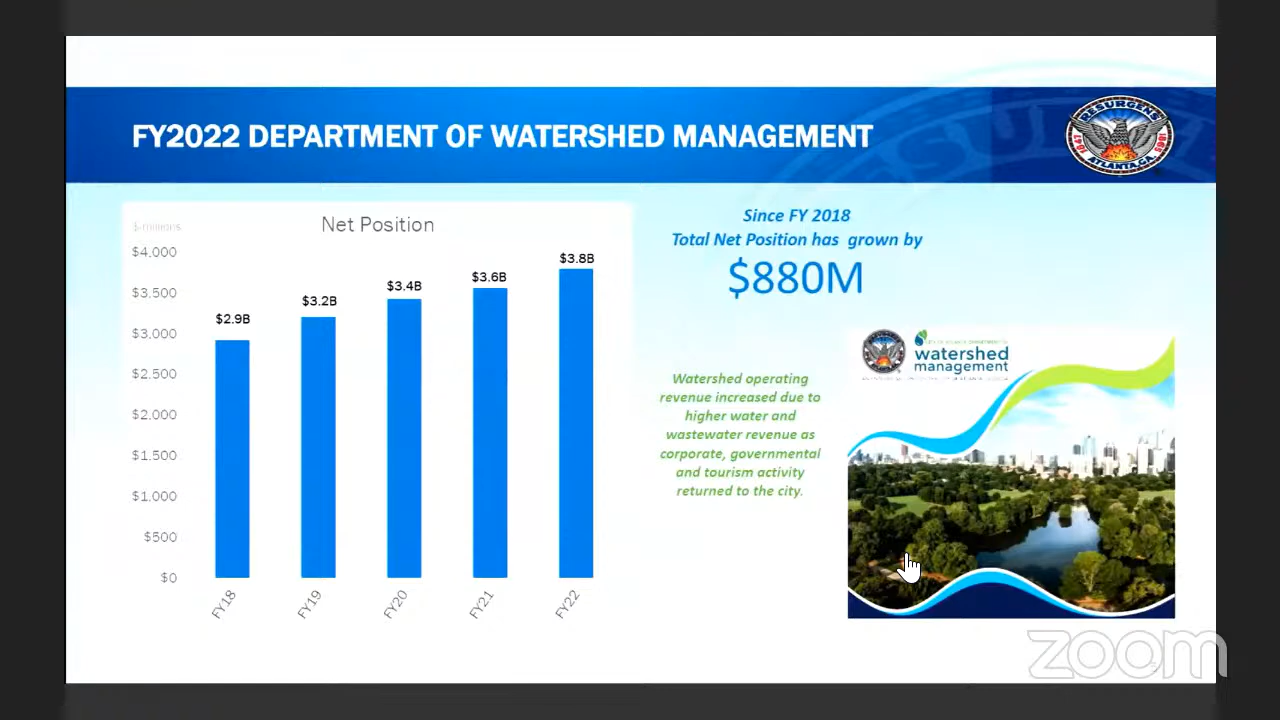 FY2022 DEPARTMENT OF WATERSHED MANAGEMENT
RESURGENS
1847
1865
ATLANTA, GA.
$ millions
Net Position
$4,000
$3,500
$3,000
$2,500
$2,000
$1,500
$1,000
$500
$0
$2.9B
$3.2B
$3.4B
$3.6B
$3.8B
FY18
FY19
FY20
FY21
FY22
Since FY 2018
Total Net Position has grown by
$880M
Watershed operating
revenue increased due to
higher water and
wastewater revenue as
corporate, governmental
and tourism activity
returned to the city.
watershed
management
zoom